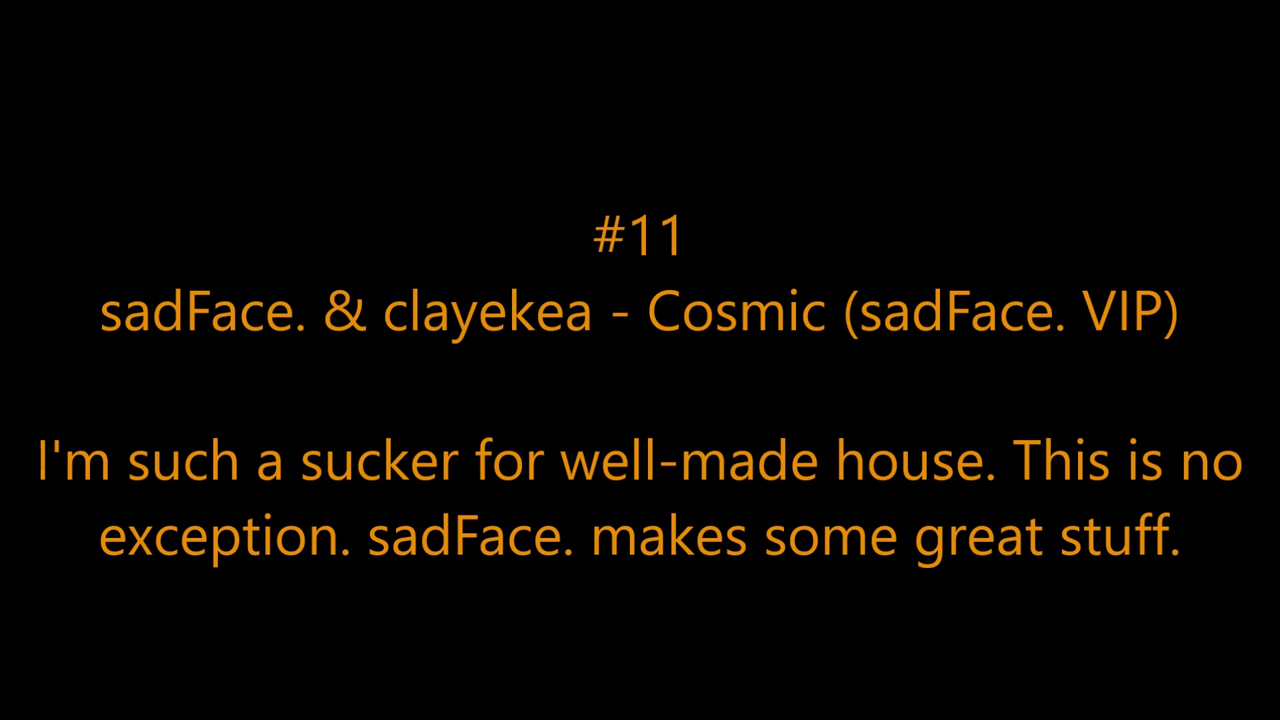 #11
sadFace. & clayekea - Cosmic (sadFace. VIP)
I'm such a sucker for well-made house. This is no
exception. sadFace. makes some great stuff.